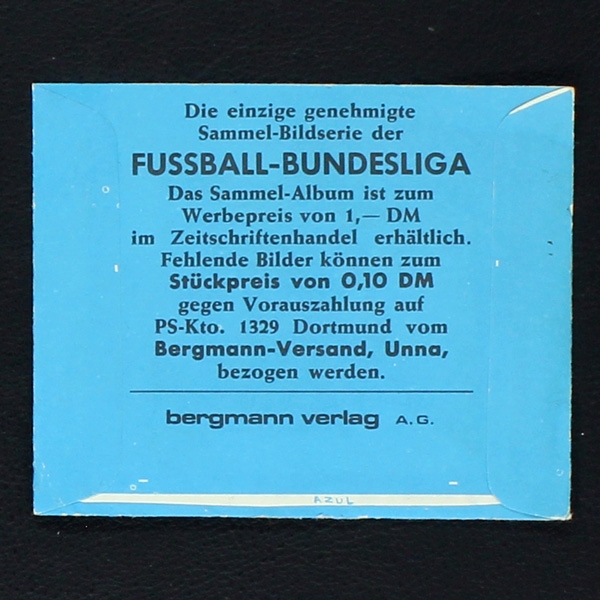 Die einzige genehmigte
Sammel-Bildserie der
FUSSBALL-BUNDESLIGA
Das Sammel-Album ist zum
Werbepreis von 1,— DM
im Zeitschriftenhandel erhältlich.
Fehlende Bilder können zum
Stückpreis von 0,10 DM
gegen Vorauszahlung auf
PS-Kto. 1329 Dortmund vom
Bergmann-Versand, Unna,
bezogen werden.
bergmann verlag A.G.
AZUL